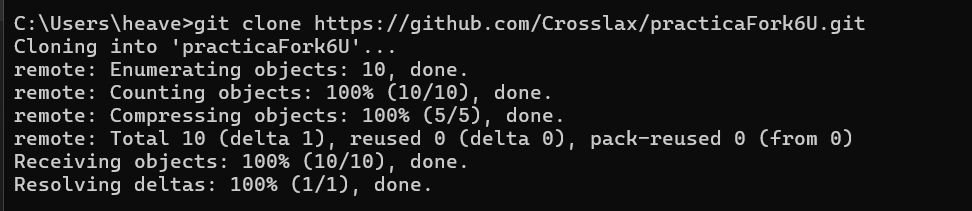 C:\Users\heave>git clone https://github.com/Crosslax/practicaFork6U.git
Cloning into 'practicaFork6U'...
remote: Enumerating objects: 10, done.
remote: Counting objects: 100% (10/10), done.
remote: Compressing objects: 100% (5/5), done.
remote: Total 10 (delta 1), reused 0 (delta 0), pack-reused 0 (from 0)
Receiving objects: 100% (10/10), done.
Resolving deltas: 100% (1/1), done.